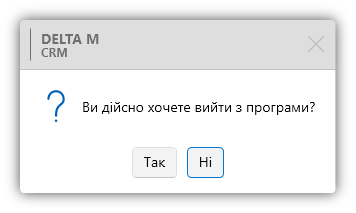 DELTA M
CRM
Ви дійсно хочете вийти з програми?
Так
Ні